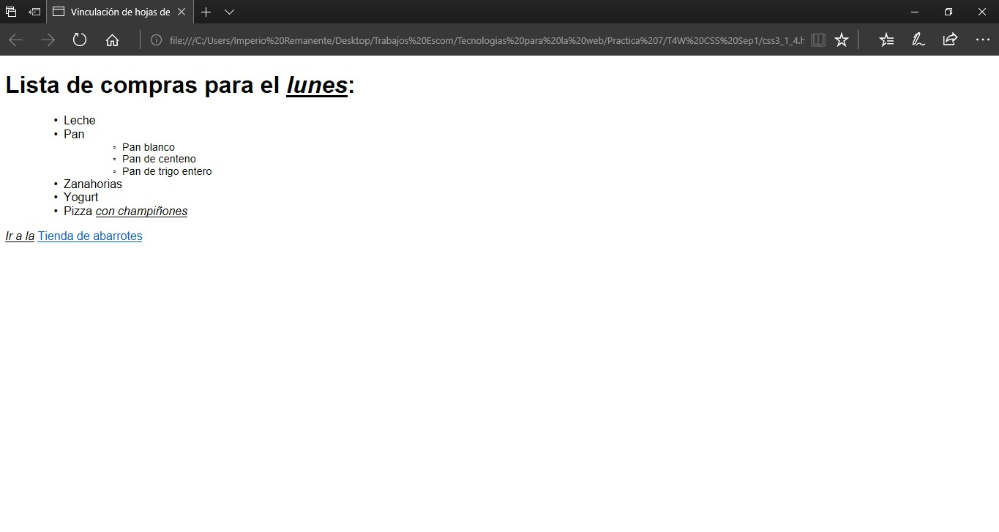 Vinculación de hojas de
file:///C:/Users/Imperio%20Remanente/Desktop/Trabajos%20Escom/Tecnologias%20para%20la%20web/Practica%207/T4W%20CSS%20Sep1/css3_1_4.h
Lista de compras para el lunes:
• Leche
• Pan
▫ Pan blanco
▫ Pan de centeno
▫ Pan de trigo entero
• Zanahorias
• Yogurt
• Pizza con champiñones
Ir a la Tienda de abarrotes